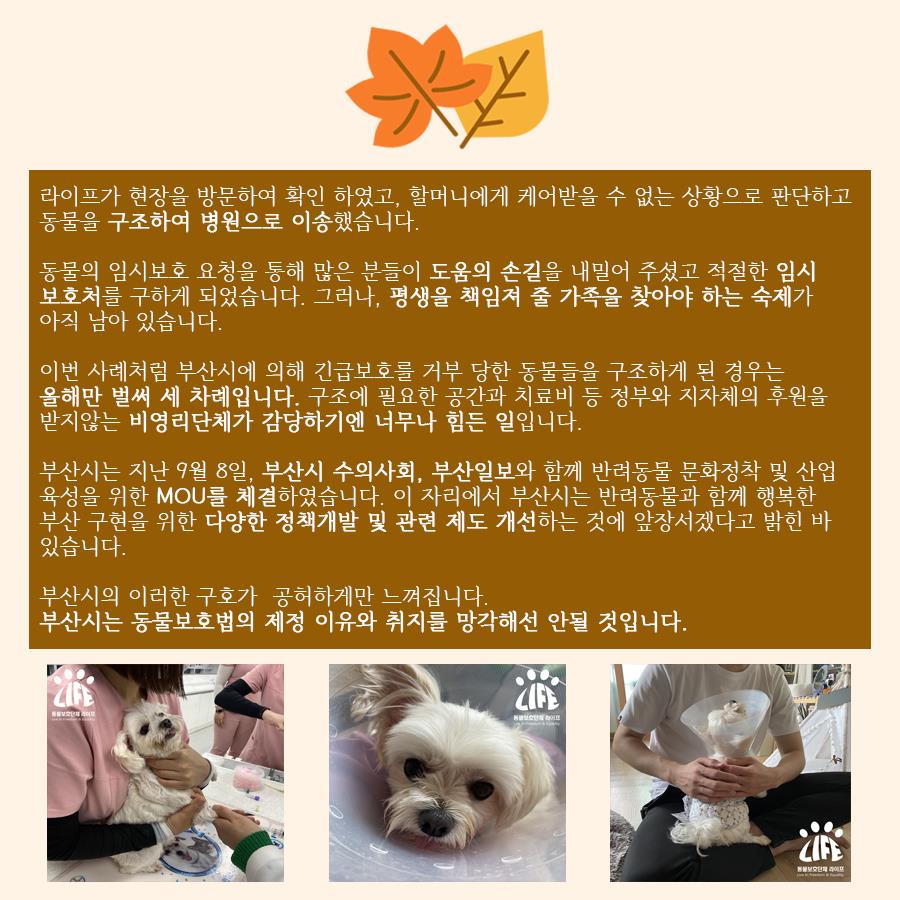 라이프가 현장을 방문하여 확인 하였고, 할머니에게 케어받을 수 없는 상황으로 판단하고
동물을 구조하여 병원으로 이송했습니다.
동물의 임시보호 요청을 통해 많은 분들이 도움의 손길을 내밀어 주셨고 적절한 임시
보호처를 구하게 되었습니다. 그러나, 평생을 책임져 줄 가족을 찾아야 하는 숙제가
아직 남아 있습니다.
이번 사례처럼 부산시에 의해 긴급보호를 거부 당한 동물들을 구조하게 된 경우는
올해만 벌써 세 차례입니다. 구조에 필요한 공간과 치료비 등 정부와 지자체의 후원을
받지않는 비영리단체가 감당하기엔 너무나 힘든 일입니다.
부산시는 지난 9월 8일, 부산시 수의사회, 부산일보와 함께 반려동물 문화정착 및 산업
육성을 위한 MOU를 체결하였습니다. 이 자리에서 부산시는 반려동물과 함께 행복한
부산 구현을 위한 다양한 정책개발 및 관련 제도 개선하는 것에 앞장서겠다고 밝힌 바
있습니다.
부산시의 이러한 구호가  공허하게만 느껴집니다.
부산시는 동물보호법의 제정 이유와 취지를 망각해선 안될 것입니다.
LIFE
동물보호단체 라이프
Live In Freedom & Equality
LIFE
동물보호단체 라이프
Live In Freedom & Equality
LIFE
동물보호단체 라이프
Live In Freedom & Equality